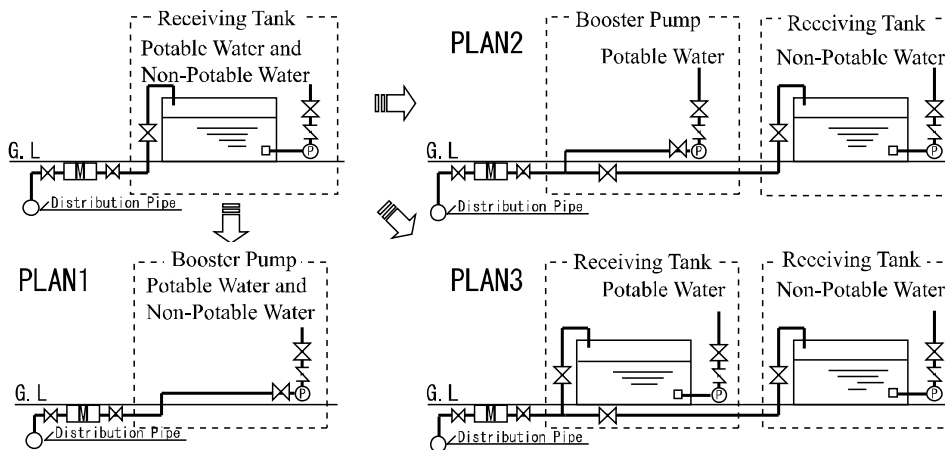 Receiving Tank
Potable Water and
Non-Potable Water
G.L
M
P
Distribution Pipe
PLAN2
Booster Pump
Potable Water
Receiving Tank
Non-Potable Water
G.L
M
P
P
Distribution Pipe
PLAN1
Booster Pump
Potable Water and
Non-Potable Water
G.L
M
P
Distribution Pipe
PLAN3
Receiving Tank
Potable Water
Receiving Tank
Non-Potable Water
G.L
M
P
P
Distribution Pipe